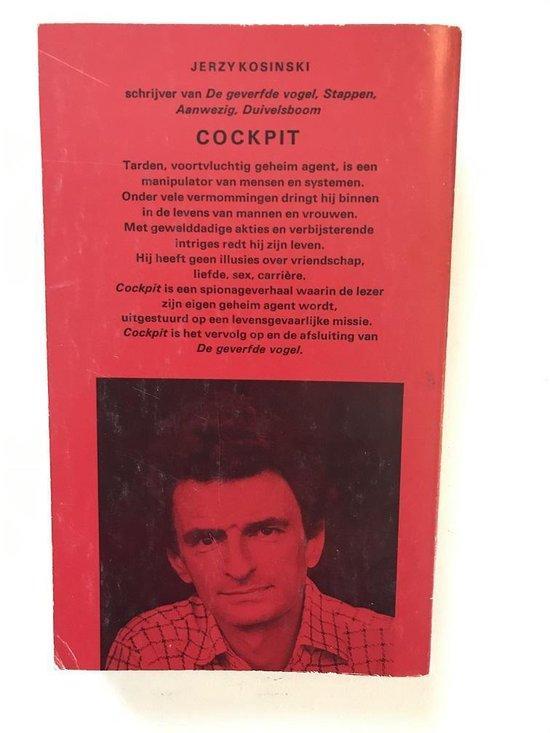 JERZY KOSINSKI
schrijver van De geverfde vogel, Stappen,
Aanwezig, Duivelsboom
COCKPIT
Tarden, voortvluchtig geheim agent, is een
manipulator van mensen en systemen.
Onder vele vermommingen dringt hij binnen
in de levens van mannen en vrouwen.
Met gewelddadige akties en verbijsterende
intriges redt hij zijn leven.
Hij heeft geen illusies over vriendschap,
liefde, sex, carrière.
Cockpit is een spionageverhaal waarin de lezer
zijn eigen geheim agent wordt,
uitgestuurd op een levensgevaarlijke missie.
Cockpit is het vervolg op en de afsluiting van
De geverfde vogel.